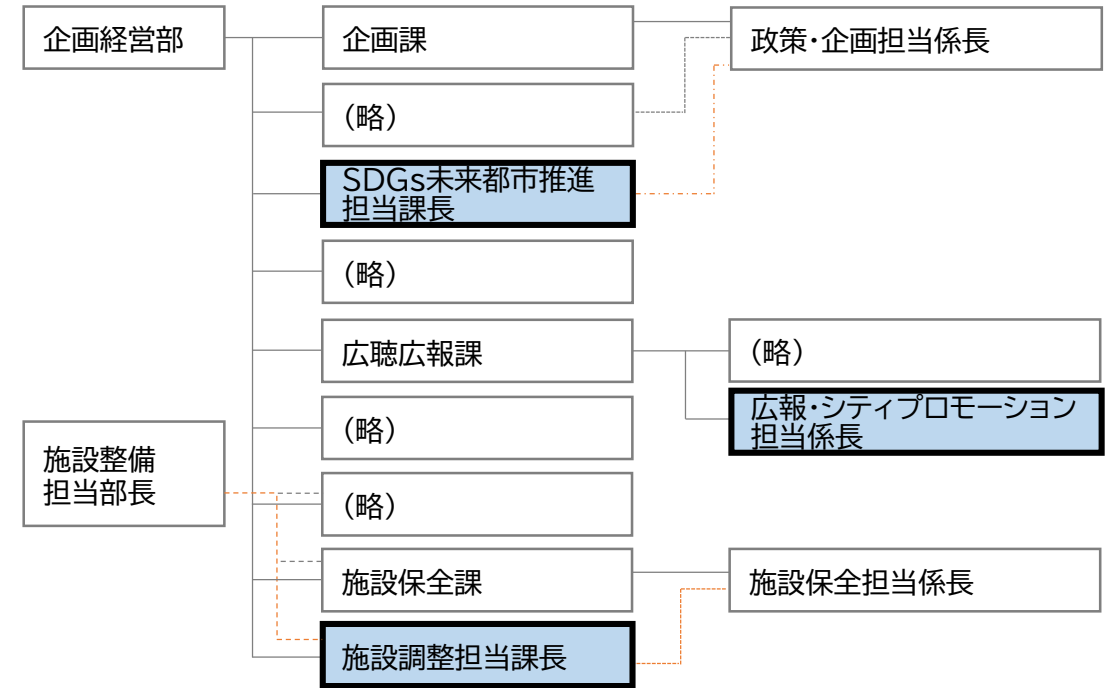 企画経営部
企画課
政策・企画担当係長
（略）
SDGs未来都市推進
担当課長
（略）
広聴広報課
（略）
広報・シティプロモーション
担当係長
（略）
施設整備
担当部長
（略）
施設保全課
施設保全担当係長
施設調整担当課長